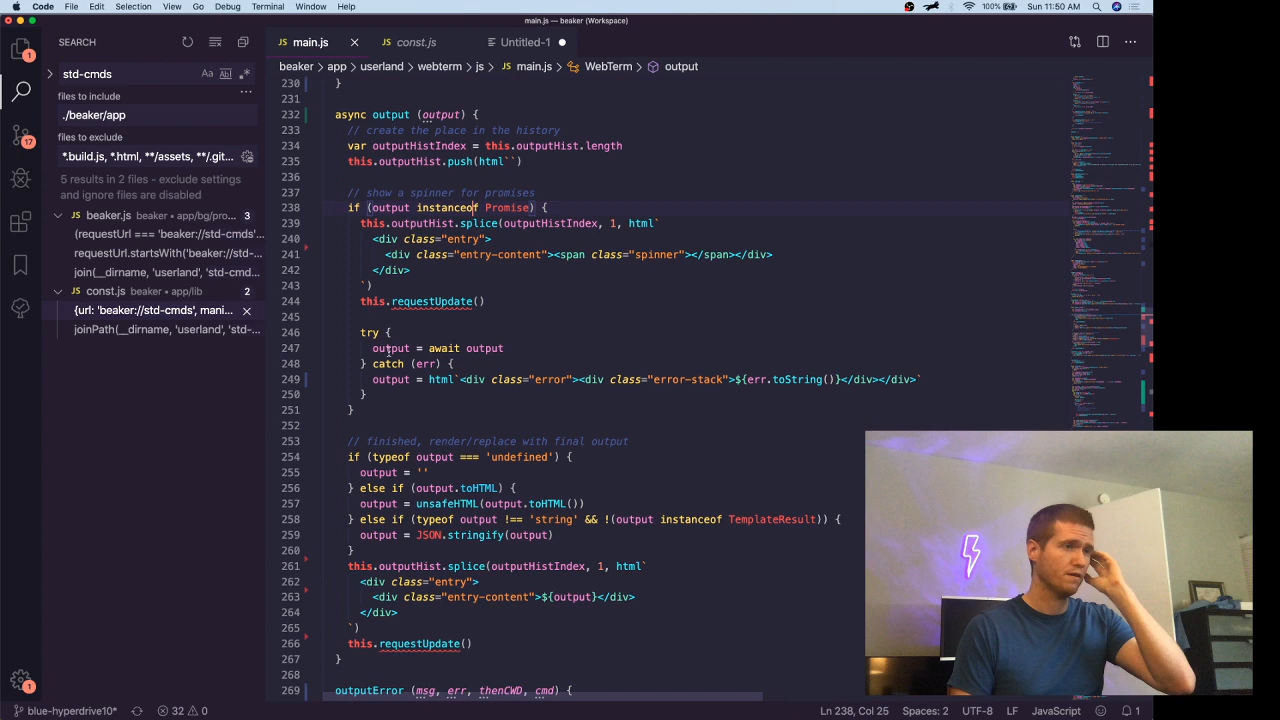 Code File Edit Selection View Go Debug Terminal Window Help 100% Sun 11:50 AM
main.js — beaker (Workspace)
SEARCH
main.js const.js Untitled-1
std-cmds
beaker > app > userland > webterm > js > main.js > WebTerm > output
files to include
./beaker/app
files to exclude
*.build.js, *.html, **/assets/*/*.jst...
5 results in 2 files - exclude settings
and ignore files are disabled
beaker.js beaker • app/bg/proto... 3
(requestUrl === 'beaker://std-cmds'...
requestUrl.startsWith('beaker://std-...
join(__dirname, 'userland', 'std-cmd...
const.js beaker • app/lib 2
{url: 'beaker://std-cmds', mani...
joinPath(__dirname, 'userland', 'std-...
230 }
231
232 async output (output) {
233 // create the place in the history
234 var outputHistIndex = this.outputHist.length
235 this.outputHist.push(html``)
236
237 // show a spinner for promises
238 if (output instanceof Promise) {
239 this.outputHist.splice(outputHistIndex, 1, html`
240 <div class="entry">
241 <div class="entry-content"><span class="spinner"></span></div>
242 </div>
243 `)
244 this.requestUpdate()
245
246 try {
247 output = await output
248 } catch (err) {
249 output = html`<div class="error"><div class="error-stack">${err.toString()}</div></div>`
250 }
251 }
252
253 // finished, render/replace with final output
254 if (typeof output === 'undefined') {
255 output = ''
256 } else if (output.toHTML) {
257 output = unsafeHTML(output.toHTML())
258 } else if (typeof output !== 'string' && !(output instanceof TemplateResult)) {
259 output = JSON.stringify(output)
260 }
261 this.outputHist.splice(outputHistIndex, 1, html`
262 <div class="entry">
263 <div class="entry-content">${output}</div>
264 </div>
265 `)
266 this.requestUpdate()
267 }
268
269 outputError (msg, err, thenCWD, cmd) {
blue-hyperdrive10* 32 0 Ln 238, Col 25 Spaces: 2 UTF-8 LF JavaScript 1